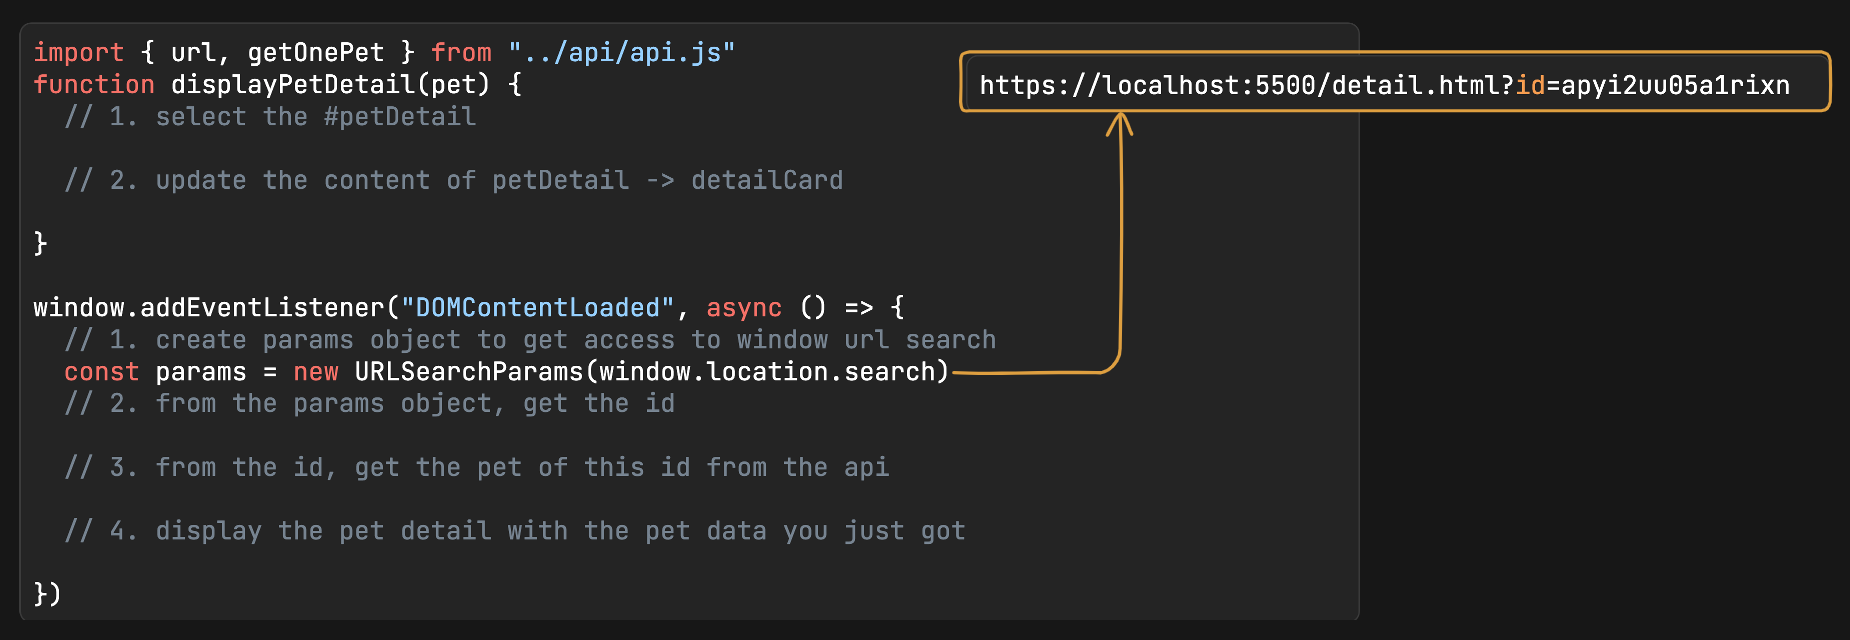 import { url, getOnePet } from "../api/api.js"
function displayPetDetail(pet) {
// 1. select the #petDetail
// 2. update the content of petDetail -> detailCard
}
window.addEventListener("DOMContentLoaded", async () => {
// 1. create params object to get access to window url search
const params = new URLSearchParams(window.location.search)
// 2. from the params object, get the id
// 3. from the id, get the pet of this id from the api
// 4. display the pet detail with the pet data you just got
})
https://localhost:5500/detail.html?id=apyi2uu05a1rixn